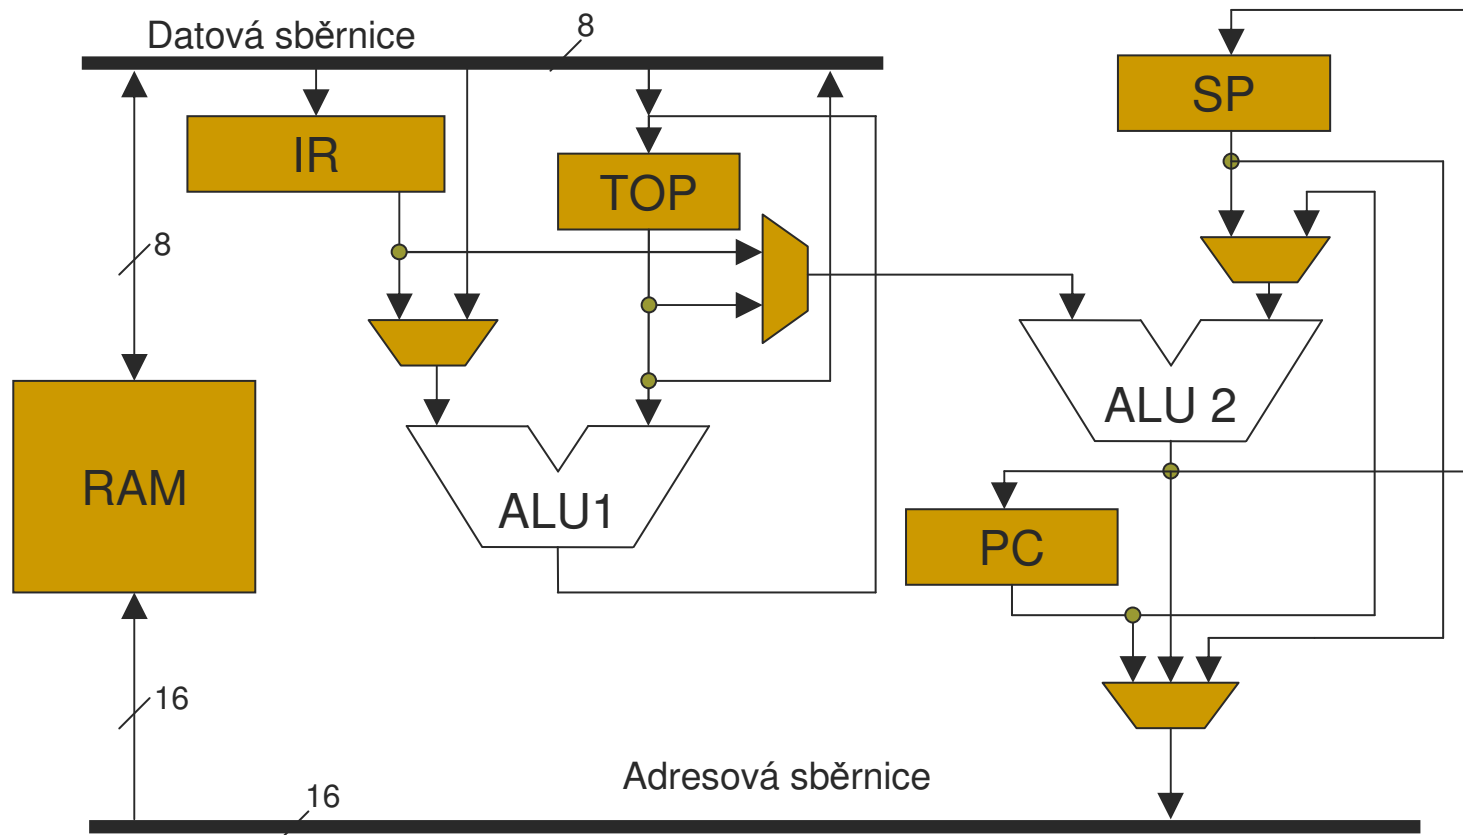 Datová sběrnice
8
SP
IR
TOP
8
ALU 2
RAM
ALU1
PC
16
Adresová sběrnice
16